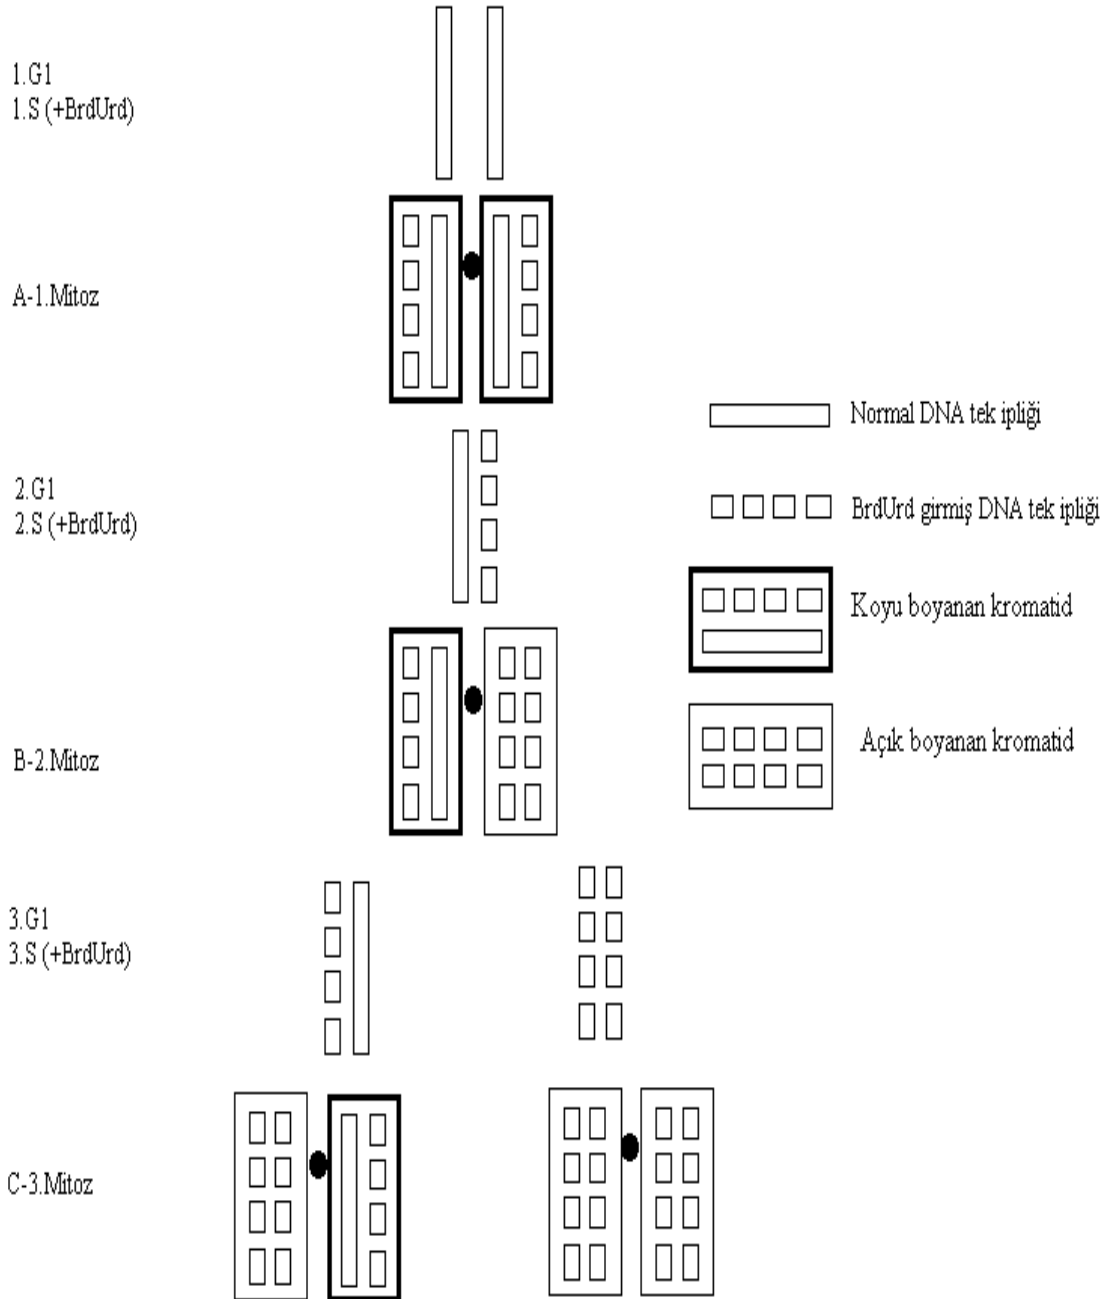 1.G1
1.S (+BrdUrd)
A-1.Mitoz
Normal DNA tek ipliği
2.G1
2.S (+BrdUrd)
BrdUrd girmiş DNA tek ipliği
Koyu boyanan kromatid
B-2.Mitoz
Açık boyanan kromatid
3.G1
3.S (+BrdUrd)
C-3.Mitoz